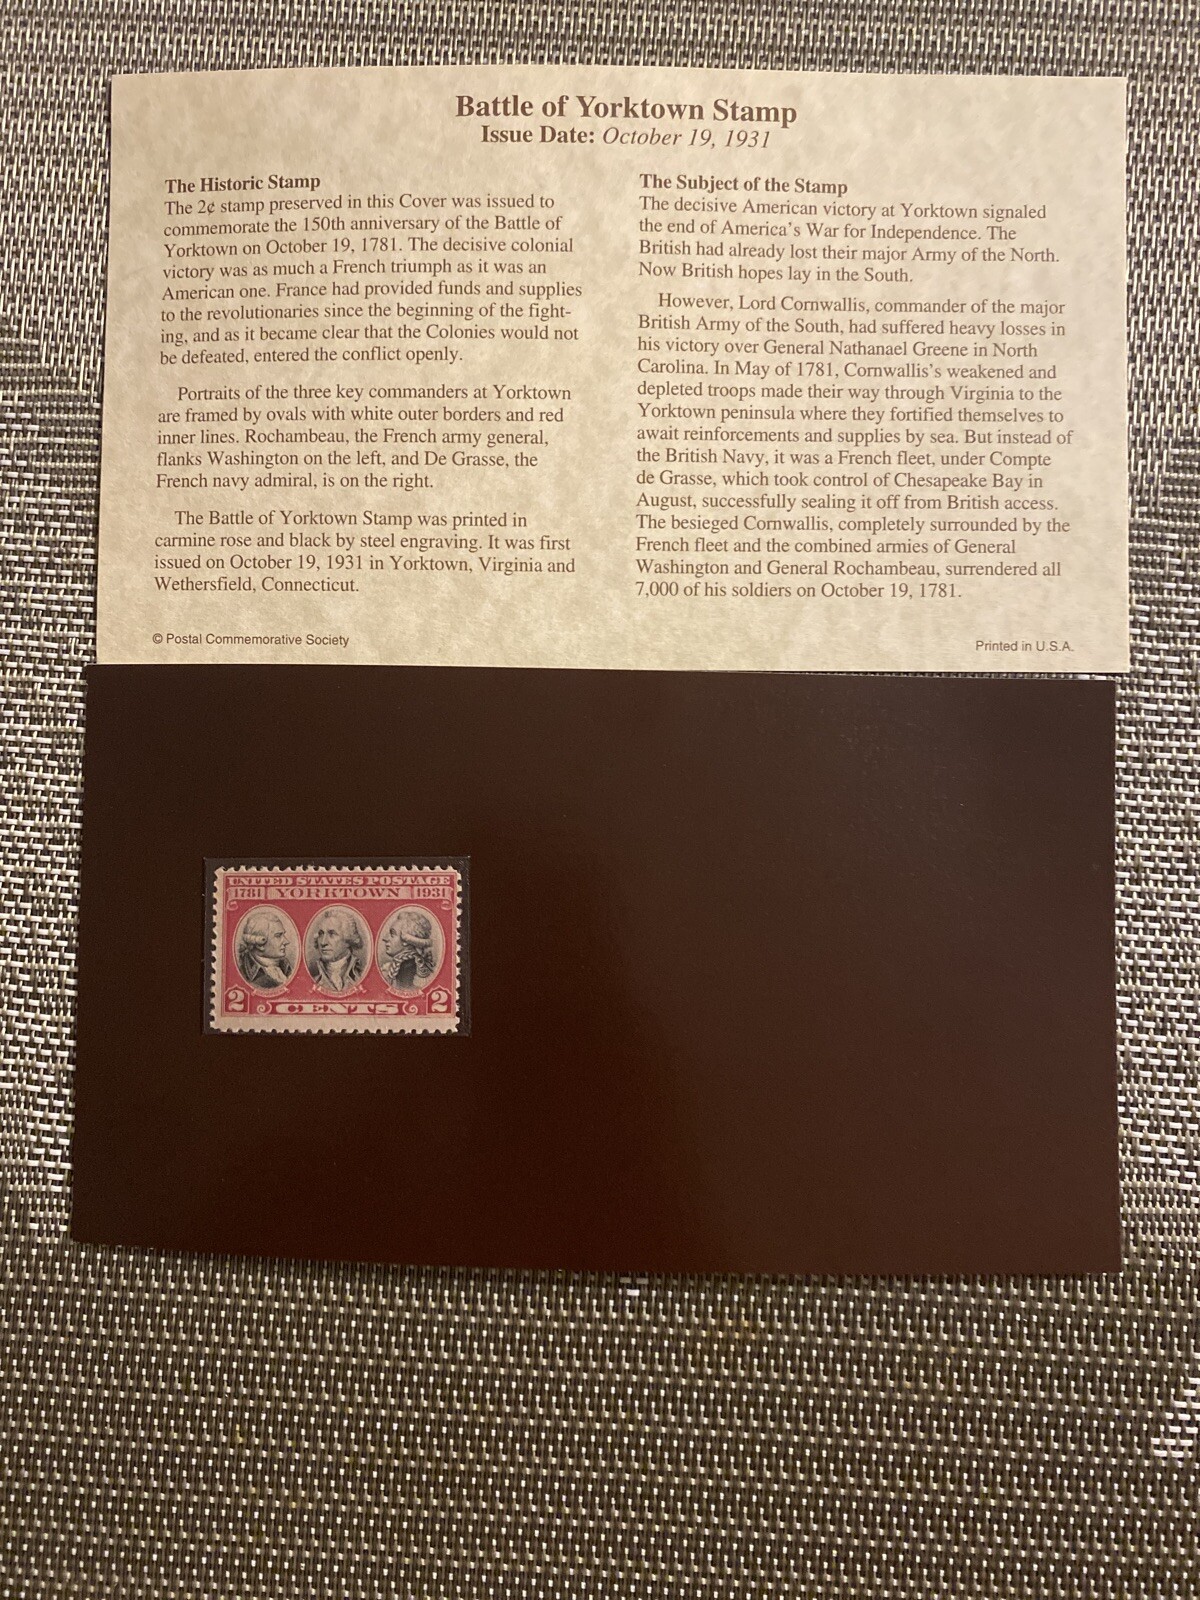 Battle of Yorktown Stamp
Issue Date: October 19, 1931
The Historic Stamp
The 2¢ stamp preserved in this Cover was issued to
commemorate the 150th anniversary of the Battle of
Yorktown on October 19, 1781. The decisive colonial
victory was as much a French triumph as it was an
American one. France had provided funds and supplies
to the revolutionaries since the beginning of the fight-
ing, and as it became clear that the Colonies would not
be defeated, entered the conflict openly.
Portraits of the three key commanders at Yorktown
are framed by ovals with white outer borders and red
inner lines. Rochambeau, the French army general,
flanks Washington on the left, and De Grasse, the
French navy admiral, is on the right.
The Battle of Yorktown Stamp was printed in
carmine rose and black by steel engraving. It was first
issued on October 19, 1931 in Yorktown, Virginia and
Wethersfield, Connecticut.
© Postal Commemorative Society
The Subject of the Stamp
The decisive American victory at Yorktown signaled
the end of America's War for Independence. The
British had already lost their major Army of the North.
Now British hopes lay in the South.
However, Lord Cornwallis, commander of the major
British Army of the South, had suffered heavy losses in
his victory over General Nathanael Greene in North
Carolina. In May of 1781, Cornwallis's weakened and
depleted troops made their way through Virginia to the
Yorktown peninsula where they fortified themselves to
await reinforcements and supplies by sea. But instead of
the British Navy, it was a French fleet, under Compte
de Grasse, which took control of Chesapeake Bay in
August, successfully sealing it off from British access.
The besieged Cornwallis, completely surrounded by the
French fleet and the combined armies of General
Washington and General Rochambeau, surrendered all
7,000 of his soldiers on October 19, 1781.
Printed in U.S.A.
UNITED STATES POSTAGE
1781 YORKTOWN 1931
2 CENTS 2